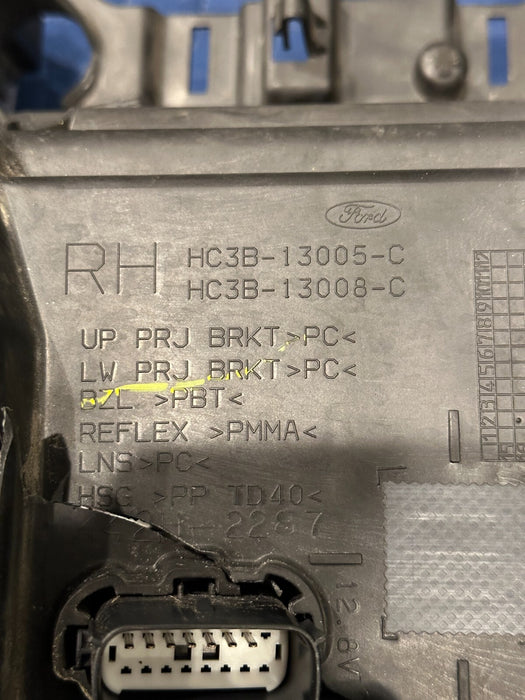 Ford
RH
HC3B-13005-C
HC3B-13008-C
UP PRJ BRKT >PC<
LW PRJ BRKT >PC<
BZL >PBT<
REFLEX >PMMA<
LNS >PC<
HSG >PP TD40<
2287
12.8V